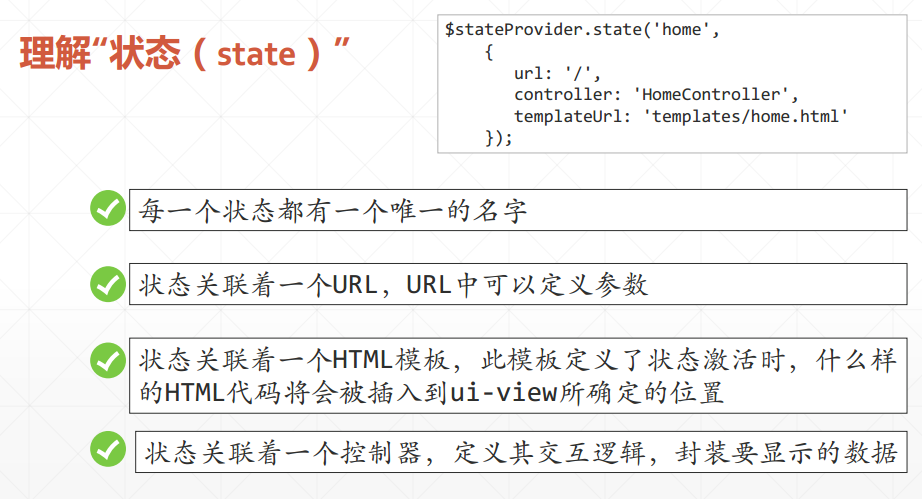 理解“状态（state）”
$stateProvider.state('home',
{
url: '/',
controller: 'HomeController',
templateUrl: 'templates/home.html'
});
每一个状态都有一个唯一的名字
状态关联着一个URL，URL中可以定义参数
状态关联着一个HTML模板，此模板定义了状态激活时，什么样
的HTML代码将会被插入到ui-view所确定的位置
状态关联着一个控制器，定义其交互逻辑，封装要显示的数据